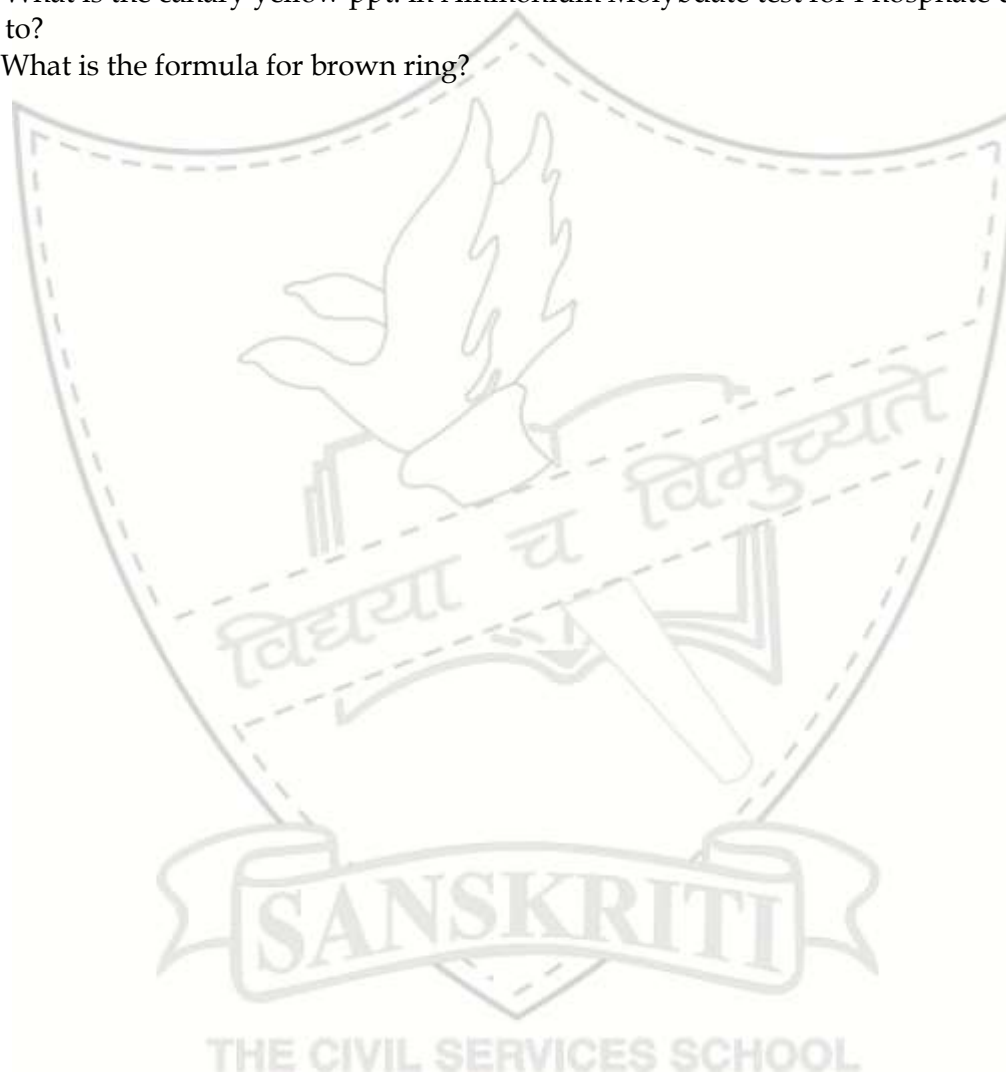 What is the canary yellow ppt. in Ammonium Molybdate test for Phosphate
to?
What is the formula for brown ring?
विद्यया च विमुच्यते
SANSKRITI
THE CIVIL SERVICES SCHOOL